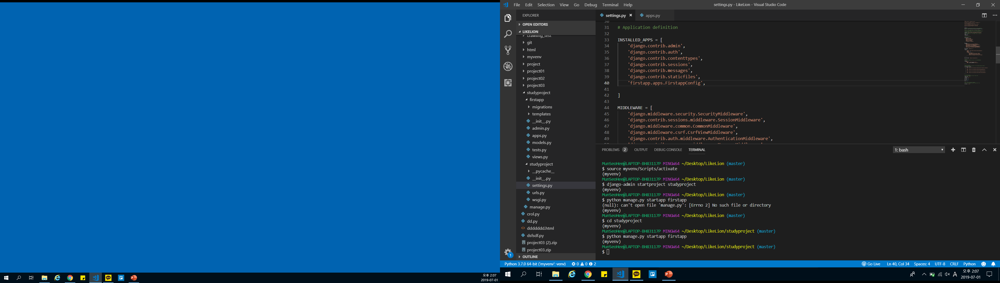 File Edit Selection View Go Debug Terminal Help
settings.py - LikeLion - Visual Studio Code
EXPLORER
OPEN EDITORS
LIKELION
crawling_test
git
html
myvenv
project
project01
project02
project03
studyproject
firstapp
migrations
templates
__init__.py
admin.py
apps.py
models.py
tests.py
views.py
studyproject
__pycache__
__init__.py
settings.py
urls.py
wsgi.py
manage.py
crol.py
dd.py
ddddddd.html
dsfsdf.py
project03 (2).zip
project03.zip
OUTLINE
settings.py apps.py
30
31 # Application definition
32
33 INSTALLED_APPS = [
34 'django.contrib.admin',
35 'django.contrib.auth',
36 'django.contrib.contenttypes',
37 'django.contrib.sessions',
38 'django.contrib.messages',
39 'django.contrib.staticfiles',
40 'firstapp.apps.FirstappConfig',
41
42 ]
43
44 MIDDLEWARE = [
45 'django.middleware.security.SecurityMiddleware',
46 'django.contrib.sessions.middleware.SessionMiddleware',
47 'django.middleware.common.CommonMiddleware',
48 'django.middleware.csrf.CsrfViewMiddleware',
49 'django.contrib.auth.middleware.AuthenticationMiddleware',
PROBLEMS 2 OUTPUT DEBUG CONSOLE TERMINAL
1: bash
MunSeoHee@LAPTOP-BH83117P MINGW64 ~/Desktop/LikeLion (master)
$ source myvenv/Scripts/activate
(myvenv)
MunSeoHee@LAPTOP-BH83117P MINGW64 ~/Desktop/LikeLion (master)
$ django-admin startproject studyproject
(myvenv)
MunSeoHee@LAPTOP-BH83117P MINGW64 ~/Desktop/LikeLion (master)
$ python manage.py startapp firstapp
(null): can't open file 'manage.py': [Errno 2] No such file or directory
(myvenv)
MunSeoHee@LAPTOP-BH83117P MINGW64 ~/Desktop/LikeLion (master)
$ cd studyproject
(myvenv)
MunSeoHee@LAPTOP-BH83117P MINGW64 ~/Desktop/LikeLion/studyproject (master)
$ python manage.py startapp firstapp
(myvenv)
MunSeoHee@LAPTOP-BH83117P MINGW64 ~/Desktop/LikeLion/studyproject (master)
$
1
Python 3.7.0 64-bit ('myvenv': venv) 0 0 2
Go Live Ln 40, Col 34 Spaces: 4 UTF-8 CRLF Python
오후 2:07
2019-07-01
A
오후 2:07
2019-07-01